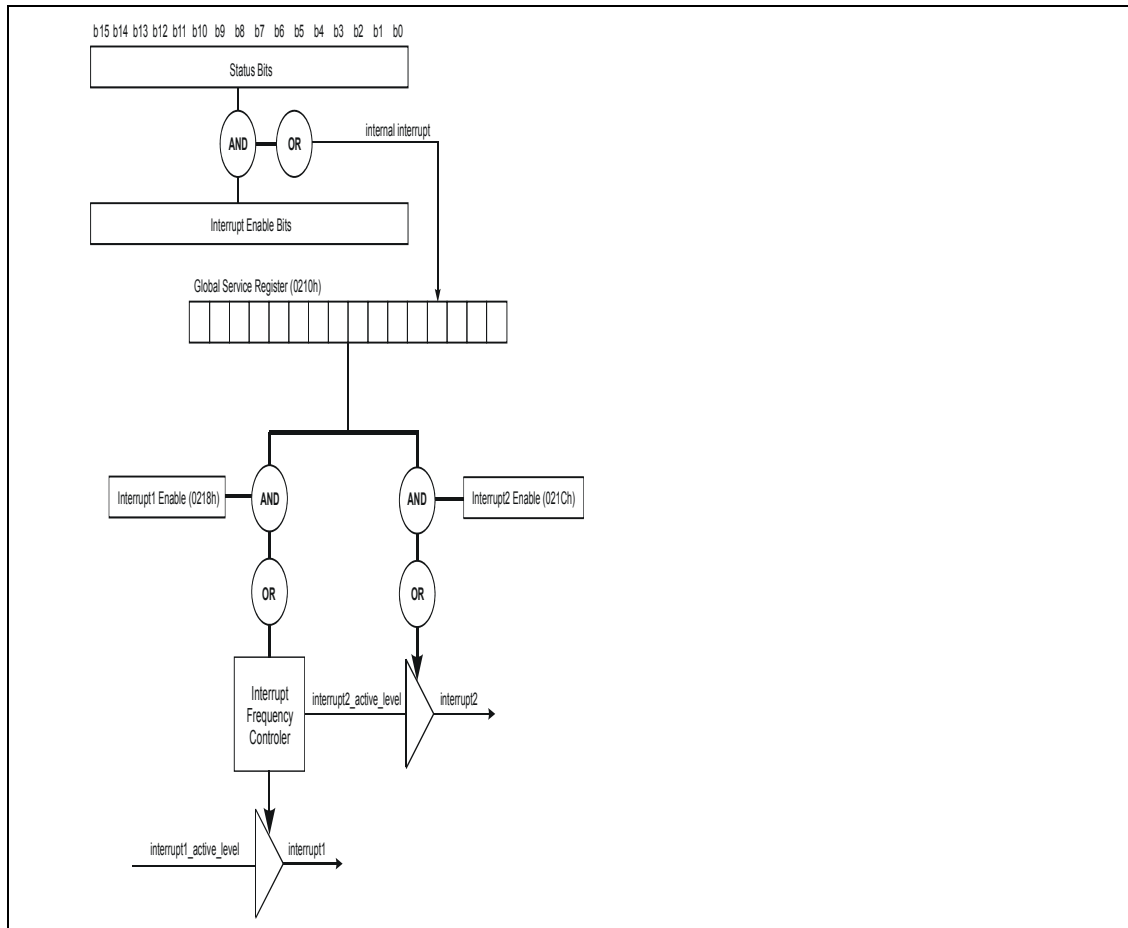 b15 b14 b13 b12 b11 b10 b9 b8 b7 b6 b5 b4 b3 b2 b1 b0
Status Bits
AND
OR
internal interrupt
Interrupt Enable Bits
Global Service Register (0210h)
Interrupt1 Enable (0218h)
AND
AND
Interrupt2 Enable (021Ch)
OR
OR
Interrupt
Frequency
Controler
interrupt2_active_level
interrupt2
interrupt1_active_level
interrupt1